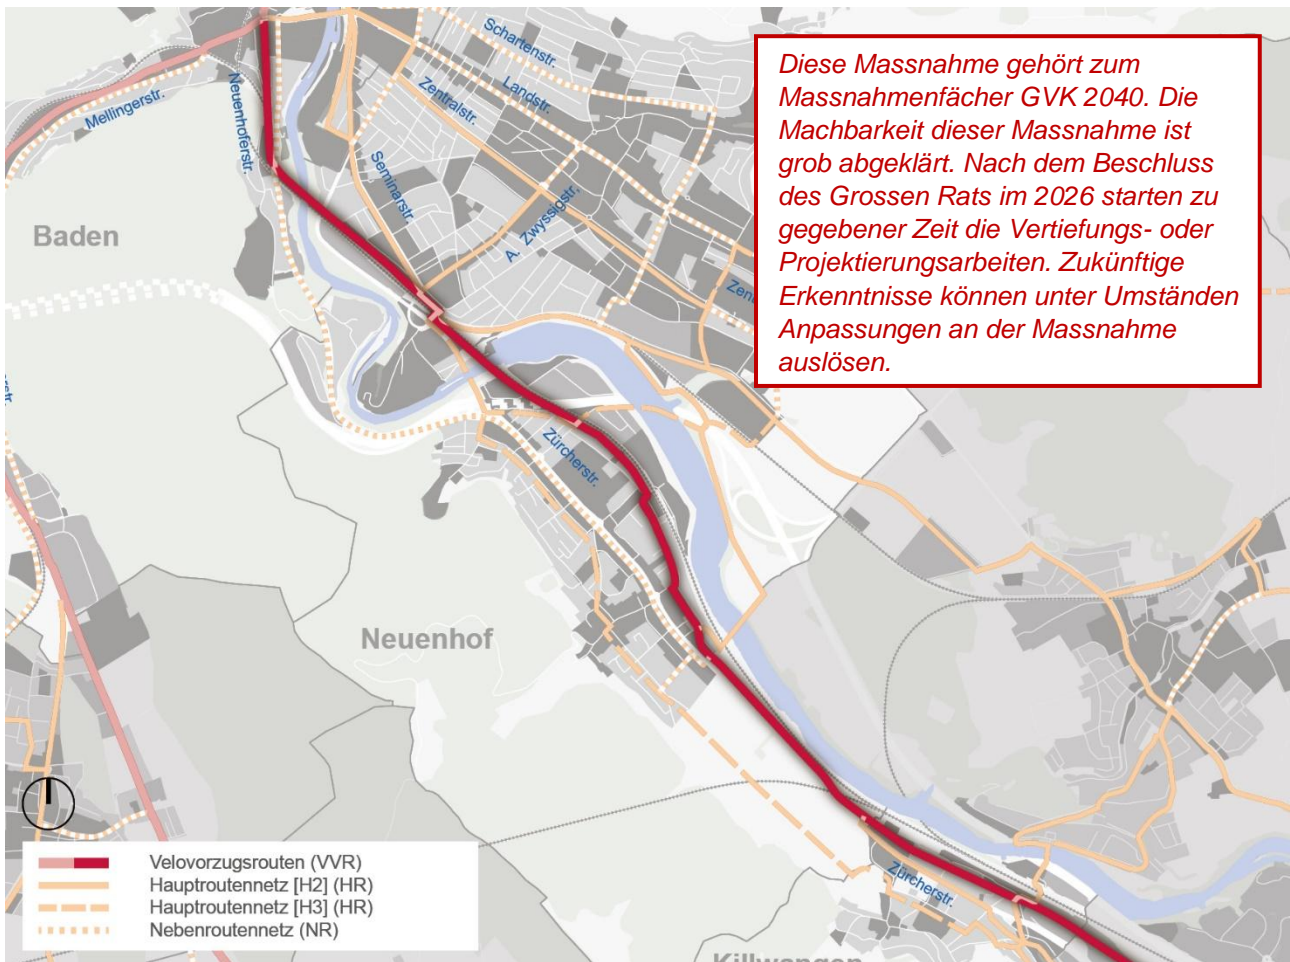 Schartenstr.
Landstr.
Zentralstr.
Neuenhoferstr.
Mellingerstr.
Seminarstr.
A. Zwyssigstr.
Baden
Diese Massnahme gehört zum
Massnahmenfächer GVK 2040. Die
Machbarkeit dieser Massnahme ist
grob abgeklärt. Nach dem Beschluss
des Grossen Rats im 2026 starten zu
gegebener Zeit die Vertiefungs- oder
Projektierungsarbeiten. Zukünftige
Erkenntnisse können unter Umständen
Anpassungen an der Massnahme
auslösen.
Zürcherstr.
Neuenhof
Zürcherstr.
Killwangen
Velovorzugsrouten (VVR)
Hauptroutennetz [H2] (HR)
Hauptroutennetz [H3] (HR)
Nebenroutennetz (NR)